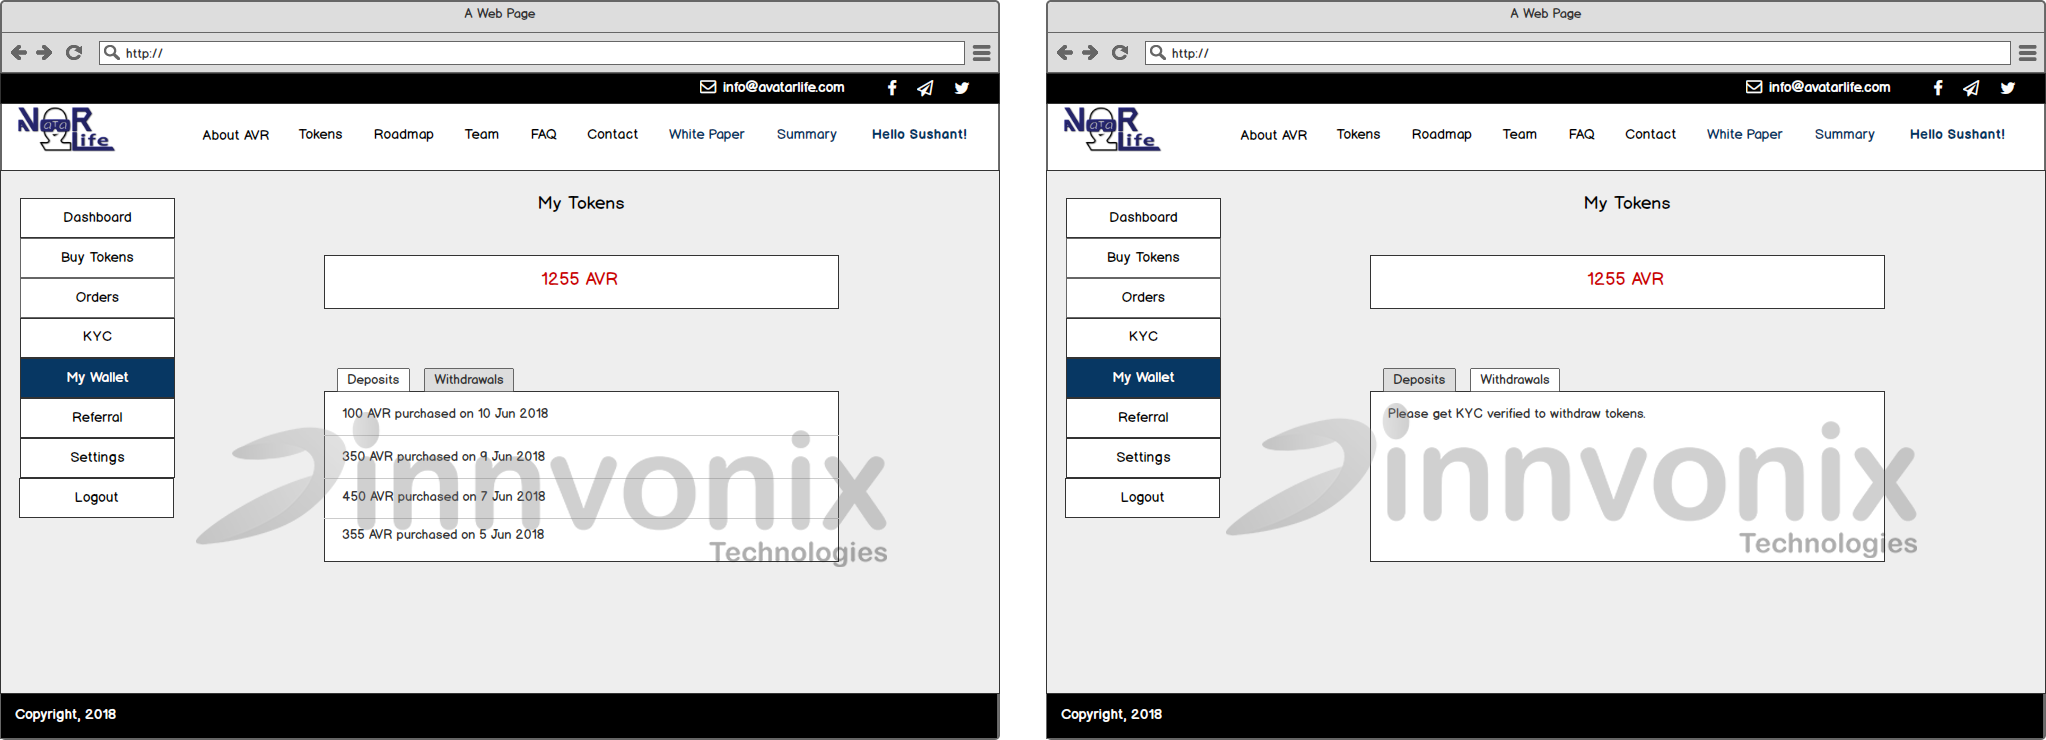 A Web Page
http://
info@avatarlife.com
NATAR
Life
About AVR Tokens Roadmap Team FAQ Contact White Paper Summary Hello Sushant!
My Tokens
Dashboard
Buy Tokens
Orders
KYC
My Wallet
Referral
Settings
Logout
1255 AVR
Deposits Withdrawals
100 AVR purchased on 10 Jun 2018
350 AVR purchased on 9 Jun 2018
450 AVR purchased on 7 Jun 2018
355 AVR purchased on 5 Jun 2018
innvonix
Technologies
Copyright, 2018
A Web Page
http://
info@avatarlife.com
NATAR
Life
About AVR Tokens Roadmap Team FAQ Contact White Paper Summary Hello Sushant!
My Tokens
Dashboard
Buy Tokens
Orders
KYC
My Wallet
Referral
Settings
Logout
1255 AVR
Deposits Withdrawals
Please get KYC verified to withdraw tokens.
innvonix
Technologies
Copyright, 2018